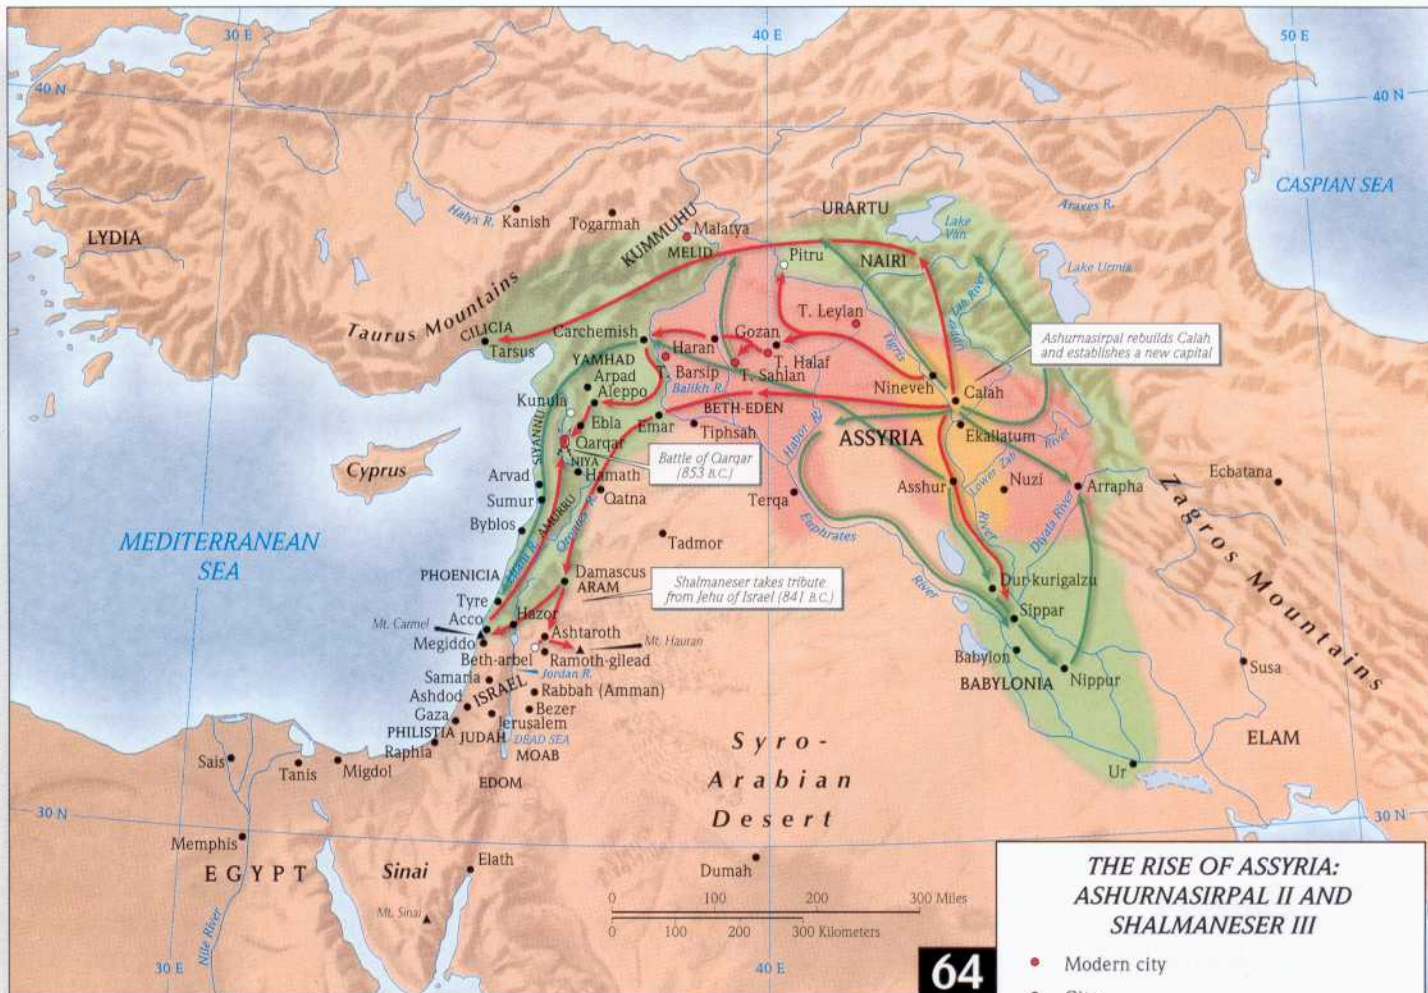 30 E
40 E
50 E
40 N
40 N
CASPIAN SEA
URARTU
Lake
Van
Araxes R.
Halys R.
Kanish
Togarmah
KUMMUHU
Malatya
MELID
Pitru
NAIRI
Lake Urmia
LYDIA
Taurus Mountains
T. Leylan
Tigris
CILICIA
Tarsus
Carchemish
Gozan
Haran
T. Halaf
Ashurnasirpal rebuilds Calah
and establishes a new capital
YAMHAD
T. Barsip
T. Sahlan
Nineveh
Arpad
Balikh R.
Calah
Kunula
Aleppo
BETH-EDEN
Ebla
Emar
Tiphsah
Habor R.
ASSYRIA
Ekallatum
River
SIYANNU
Qarqar
Battle of Qarqar
(853 B.C.)
Lower Zab
Cyprus
NIYA
Hamath
Arvad
Qatna
Terqa
Asshur
Nuzi
Arrapha
Ecbatana
Sumur
AMURRU
Orontes R.
Euphrates
River
Diyala River
Zagros Mountains
Byblos
Tadmor
MEDITERRANEAN
SEA
Litani R.
PHOENICIA
Damascus
ARAM
Shalmaneser takes tribute
from Jehu of Israel (841 B.C.)
River
Dur-kurigalzu
Tyre
Acco
Hazor
Sippar
Mt. Carmel
Ashtaroth
Mt. Hauran
Megiddo
Beth-arbel
Ramoth-gilead
Babylon
Samaria
Jordan R.
BABYLONIA
Nippur
Susa
Ashdod
ISRAEL
Rabbah (Amman)
Gaza
Bezer
Jerusalem
PHILISTIA
JUDAH
DEAD SEA
Raphia
MOAB
Syro-
Arabian
Desert
ELAM
Sais
Tanis
Migdol
EDOM
Ur
30 N
30 N
Memphis
EGYPT
Sinai
Elath
Dumah
Mt. Sinai
Nile River
0 100 200 300 Miles
0 100 200 300 Kilometers
30 E
40 E
64
THE RISE OF ASSYRIA:
ASHURNASIRPAL II AND
SHALMANESER III
Modern city